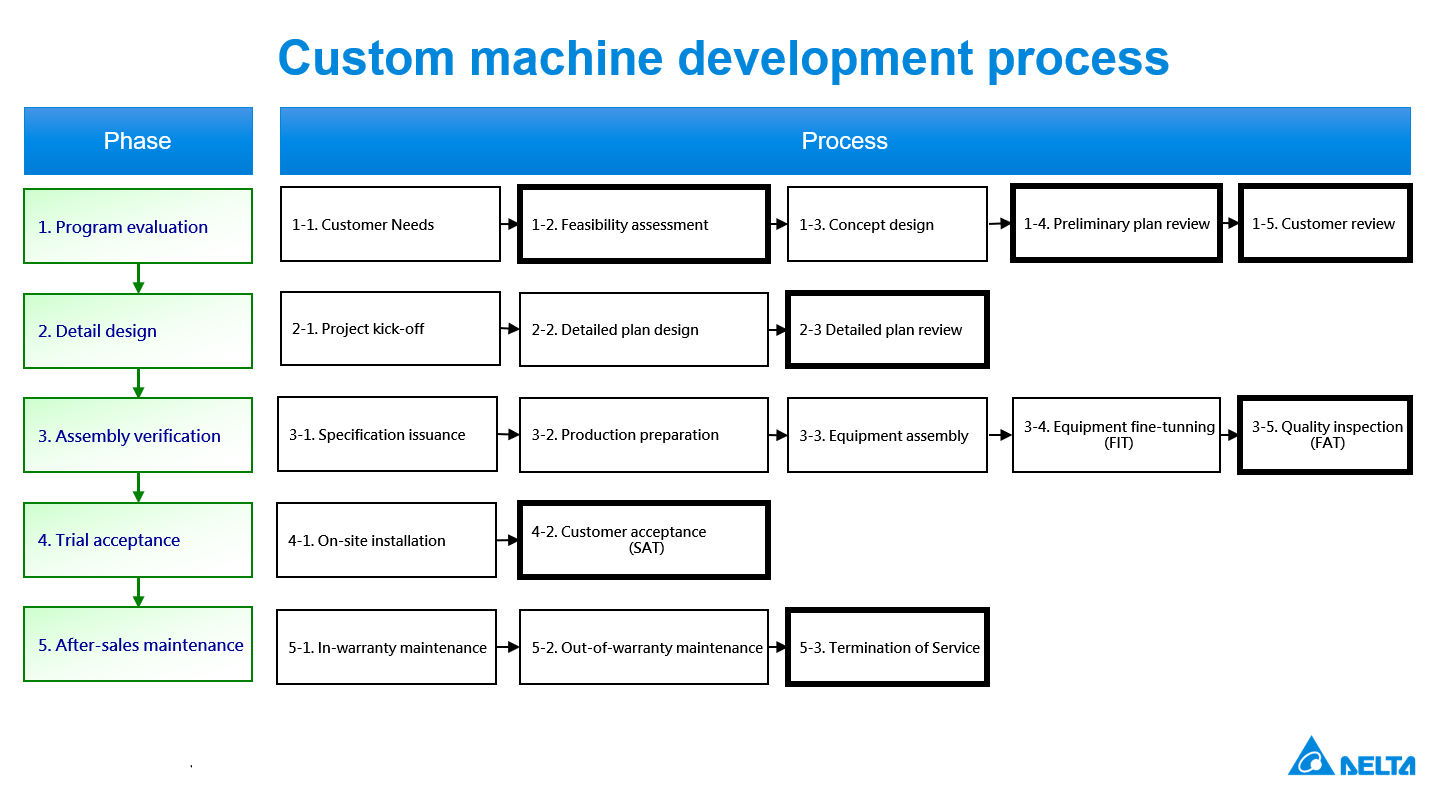 Custom machine development process
Phase
Process
1. Program evaluation
1-1. Customer Needs
1-2. Feasibility assessment
1-3. Concept design
1-4. Preliminary plan review
1-5. Customer review
2. Detail design
2-1. Project kick-off
2-2. Detailed plan design
2-3 Detailed plan review
3. Assembly verification
3-1. Specification issuance
3-2. Production preparation
3-3. Equipment assembly
3-4. Equipment fine-tunning
(FIT)
3-5. Quality inspection
(FAT)
4. Trial acceptance
4-1. On-site installation
4-2. Customer acceptance
(SAT)
5. After-sales maintenance
5-1. In-warranty maintenance
5-2. Out-of-warranty maintenance
5-3. Termination of Service
.
DELTA